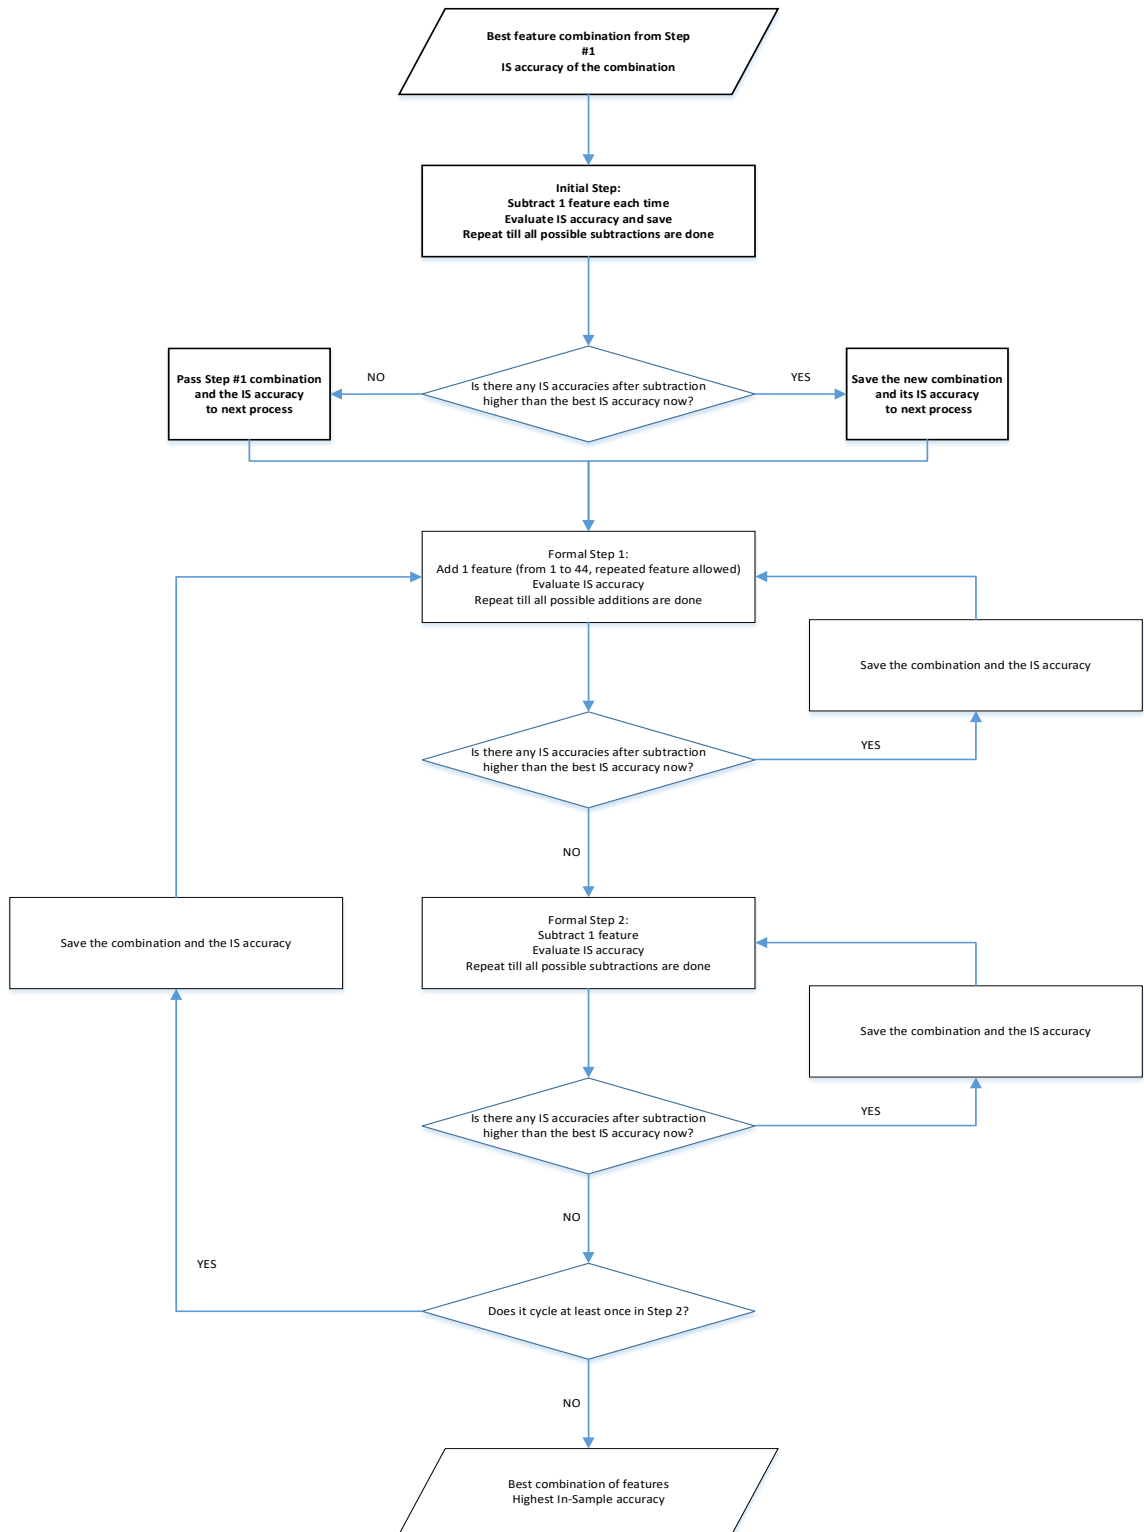 Best feature combination from Step
#1
IS accuracy of the combination
Initial Step:
Subtract 1 feature each time
Evaluate IS accuracy and save
Repeat till all possible subtractions are done
Pass Step #1 combination
and the IS accuracy
to next process
NO
Is there any IS accuracies after subtraction
higher than the best IS accuracy now?
YES
Save the new combination
and its IS accuracy
to next process
Formal Step 1:
Add 1 feature (from 1 to 44, repeated feature allowed)
Evaluate IS accuracy
Repeat till all possible additions are done
Save the combination and the IS accuracy
Is there any IS accuracies after subtraction
higher than the best IS accuracy now?
YES
NO
Save the combination and the IS accuracy
Formal Step 2:
Subtract 1 feature
Evaluate IS accuracy
Repeat till all possible subtractions are done
Save the combination and the IS accuracy
Is there any IS accuracies after subtraction
higher than the best IS accuracy now?
YES
NO
YES
Does it cycle at least once in Step 2?
NO
Best combination of features
Highest In-Sample accuracy